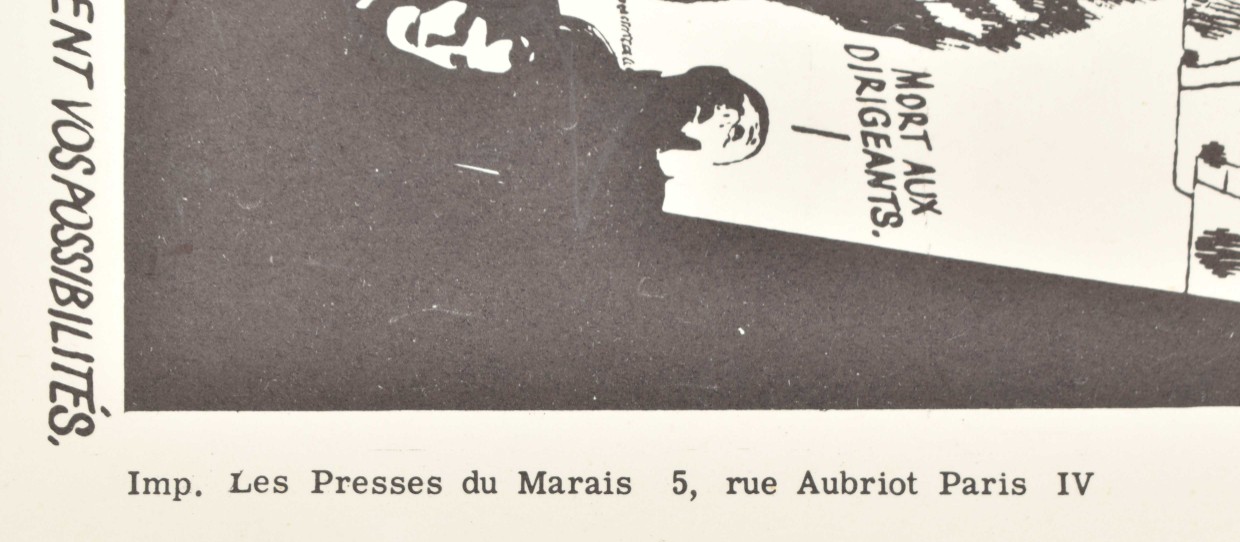 ENT VOS POSSIBILITÉS.
MORT AUX
DIRIGEANTS.
Imp. Les Presses du Marais 5, rue Aubriot Paris IV